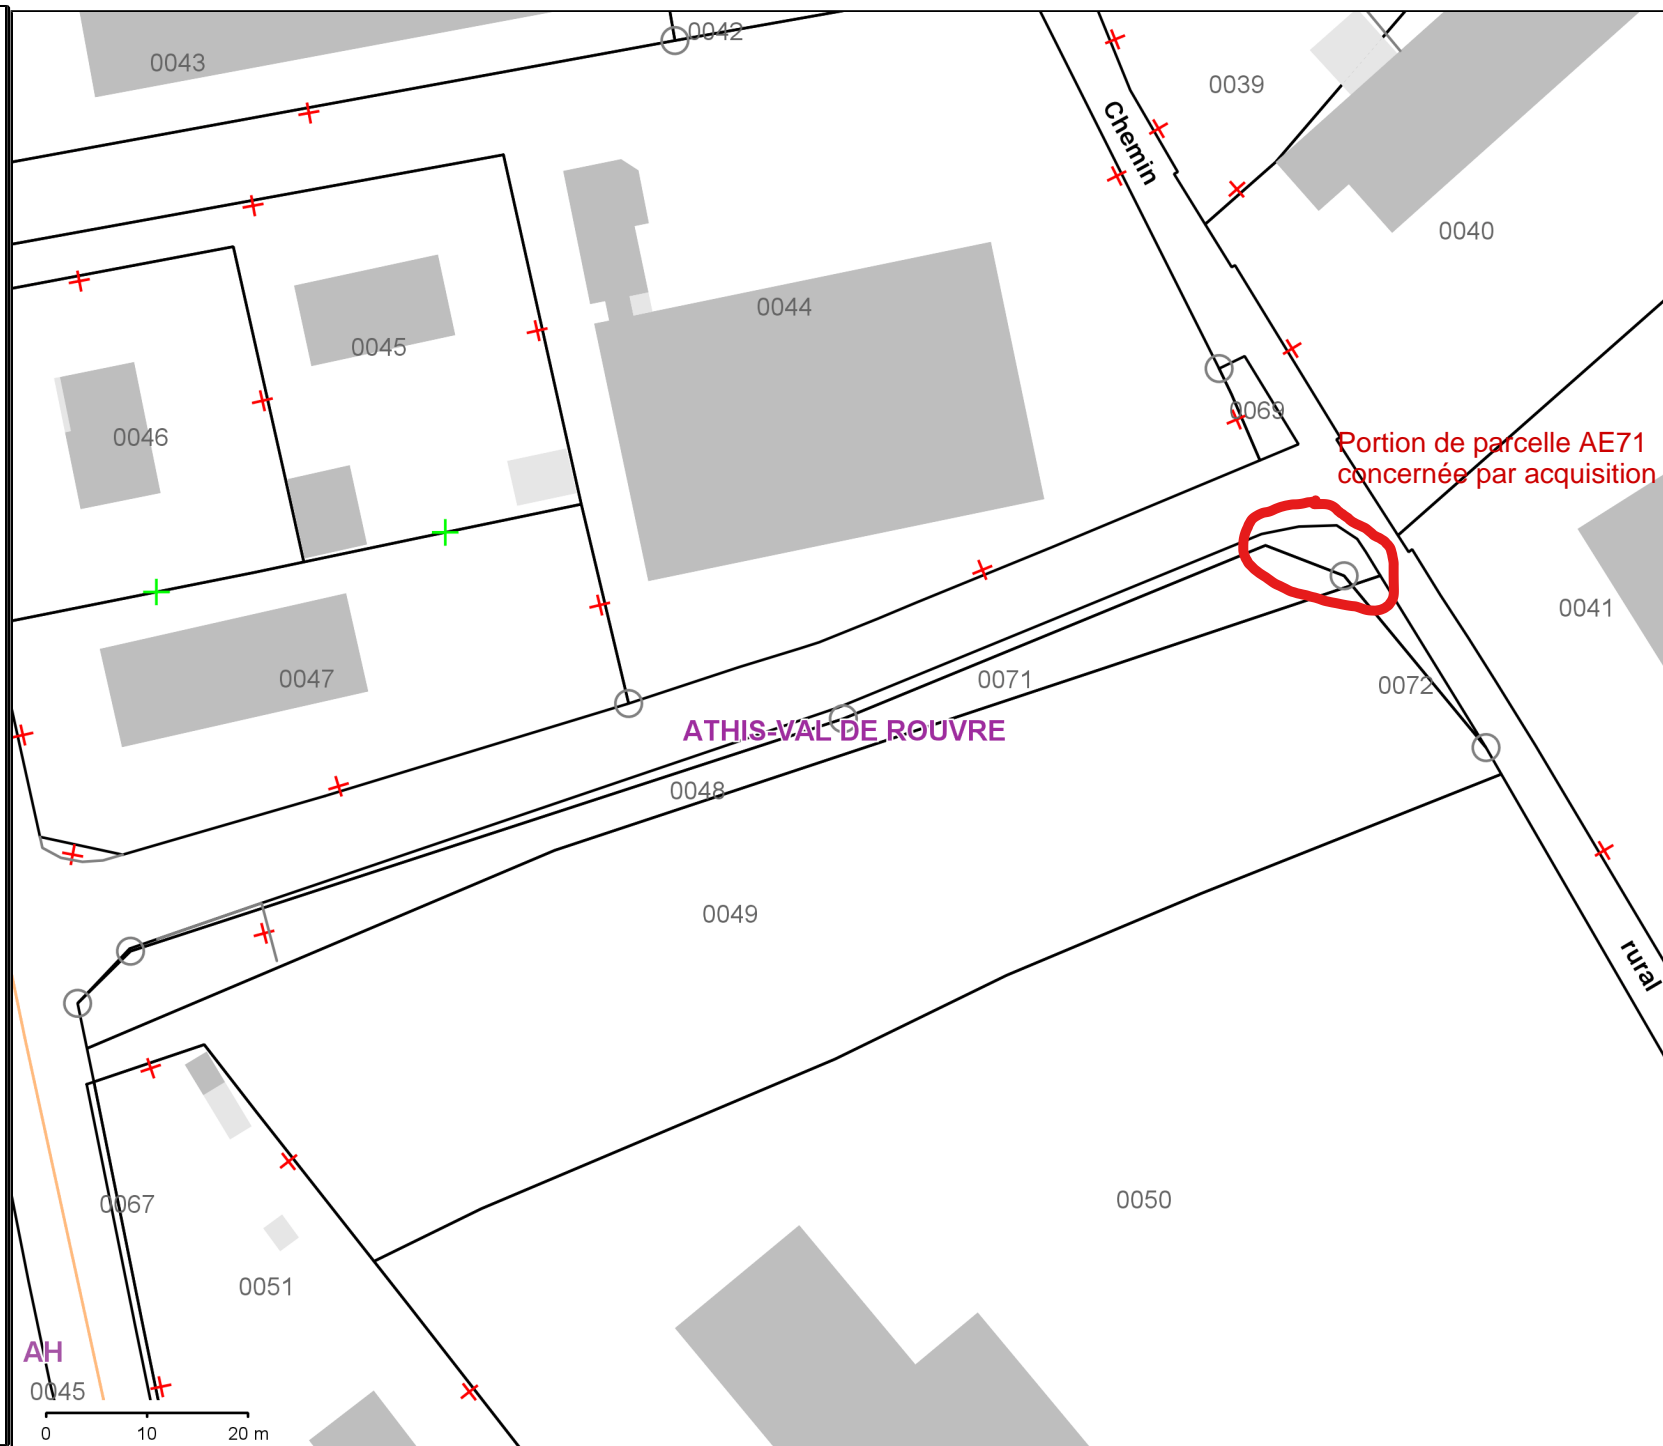 0042
0043
0039
Chemin
0040
0044
0045
0069
0046
Portion de parcelle AE71
concernée par acquisition
0041
0047
0071
0072
ATHIS-VAL DE ROUVRE
0048
0049
rural
0067
0050
0051
AH
0045
0 10 20 m